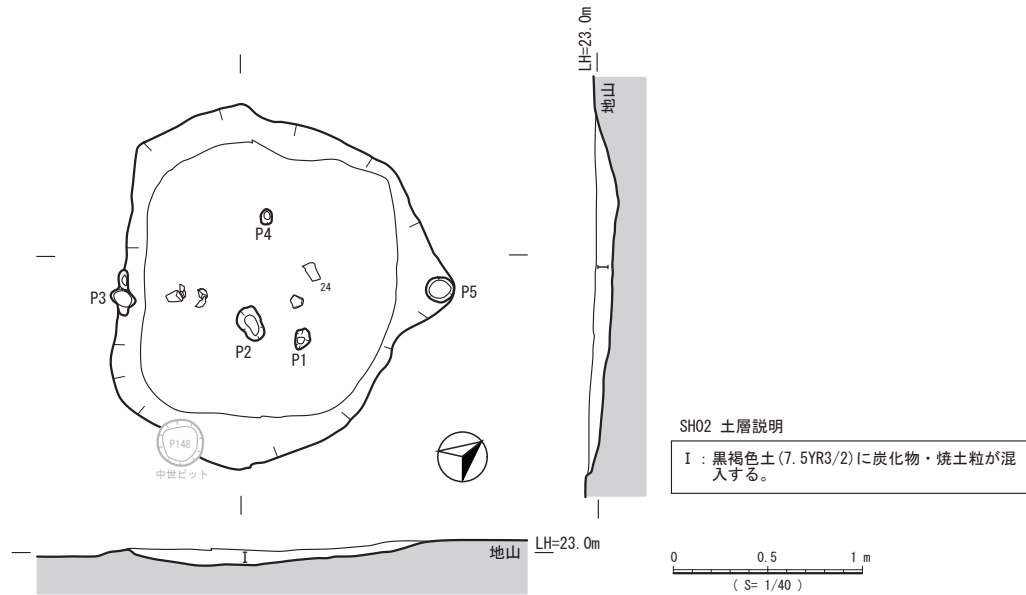 LH=23.0m
地山
P4
24
P3
P5
P2
P1
P148
中世ピット
SH02 土層説明
I : 黒褐色土(7.5YR3/2)に炭化物・焼土粒が混
入する。
I
I
地山
LH=23.0m
0 0.5 1 m
( S= 1/40 )